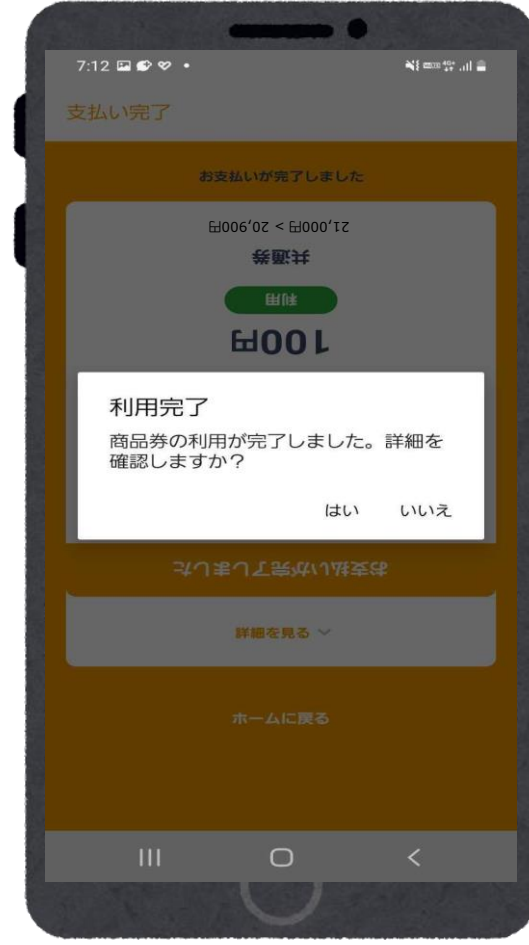 7:12
支払い完了
お支払いが完了しました
21,000円 > 20,900円
共通券
利用
100円
利用完了
商品券の利用が完了しました。詳細を
確認しますか?
はい いいえ
お支払いが完了しました
詳細を見る
ホームに戻る